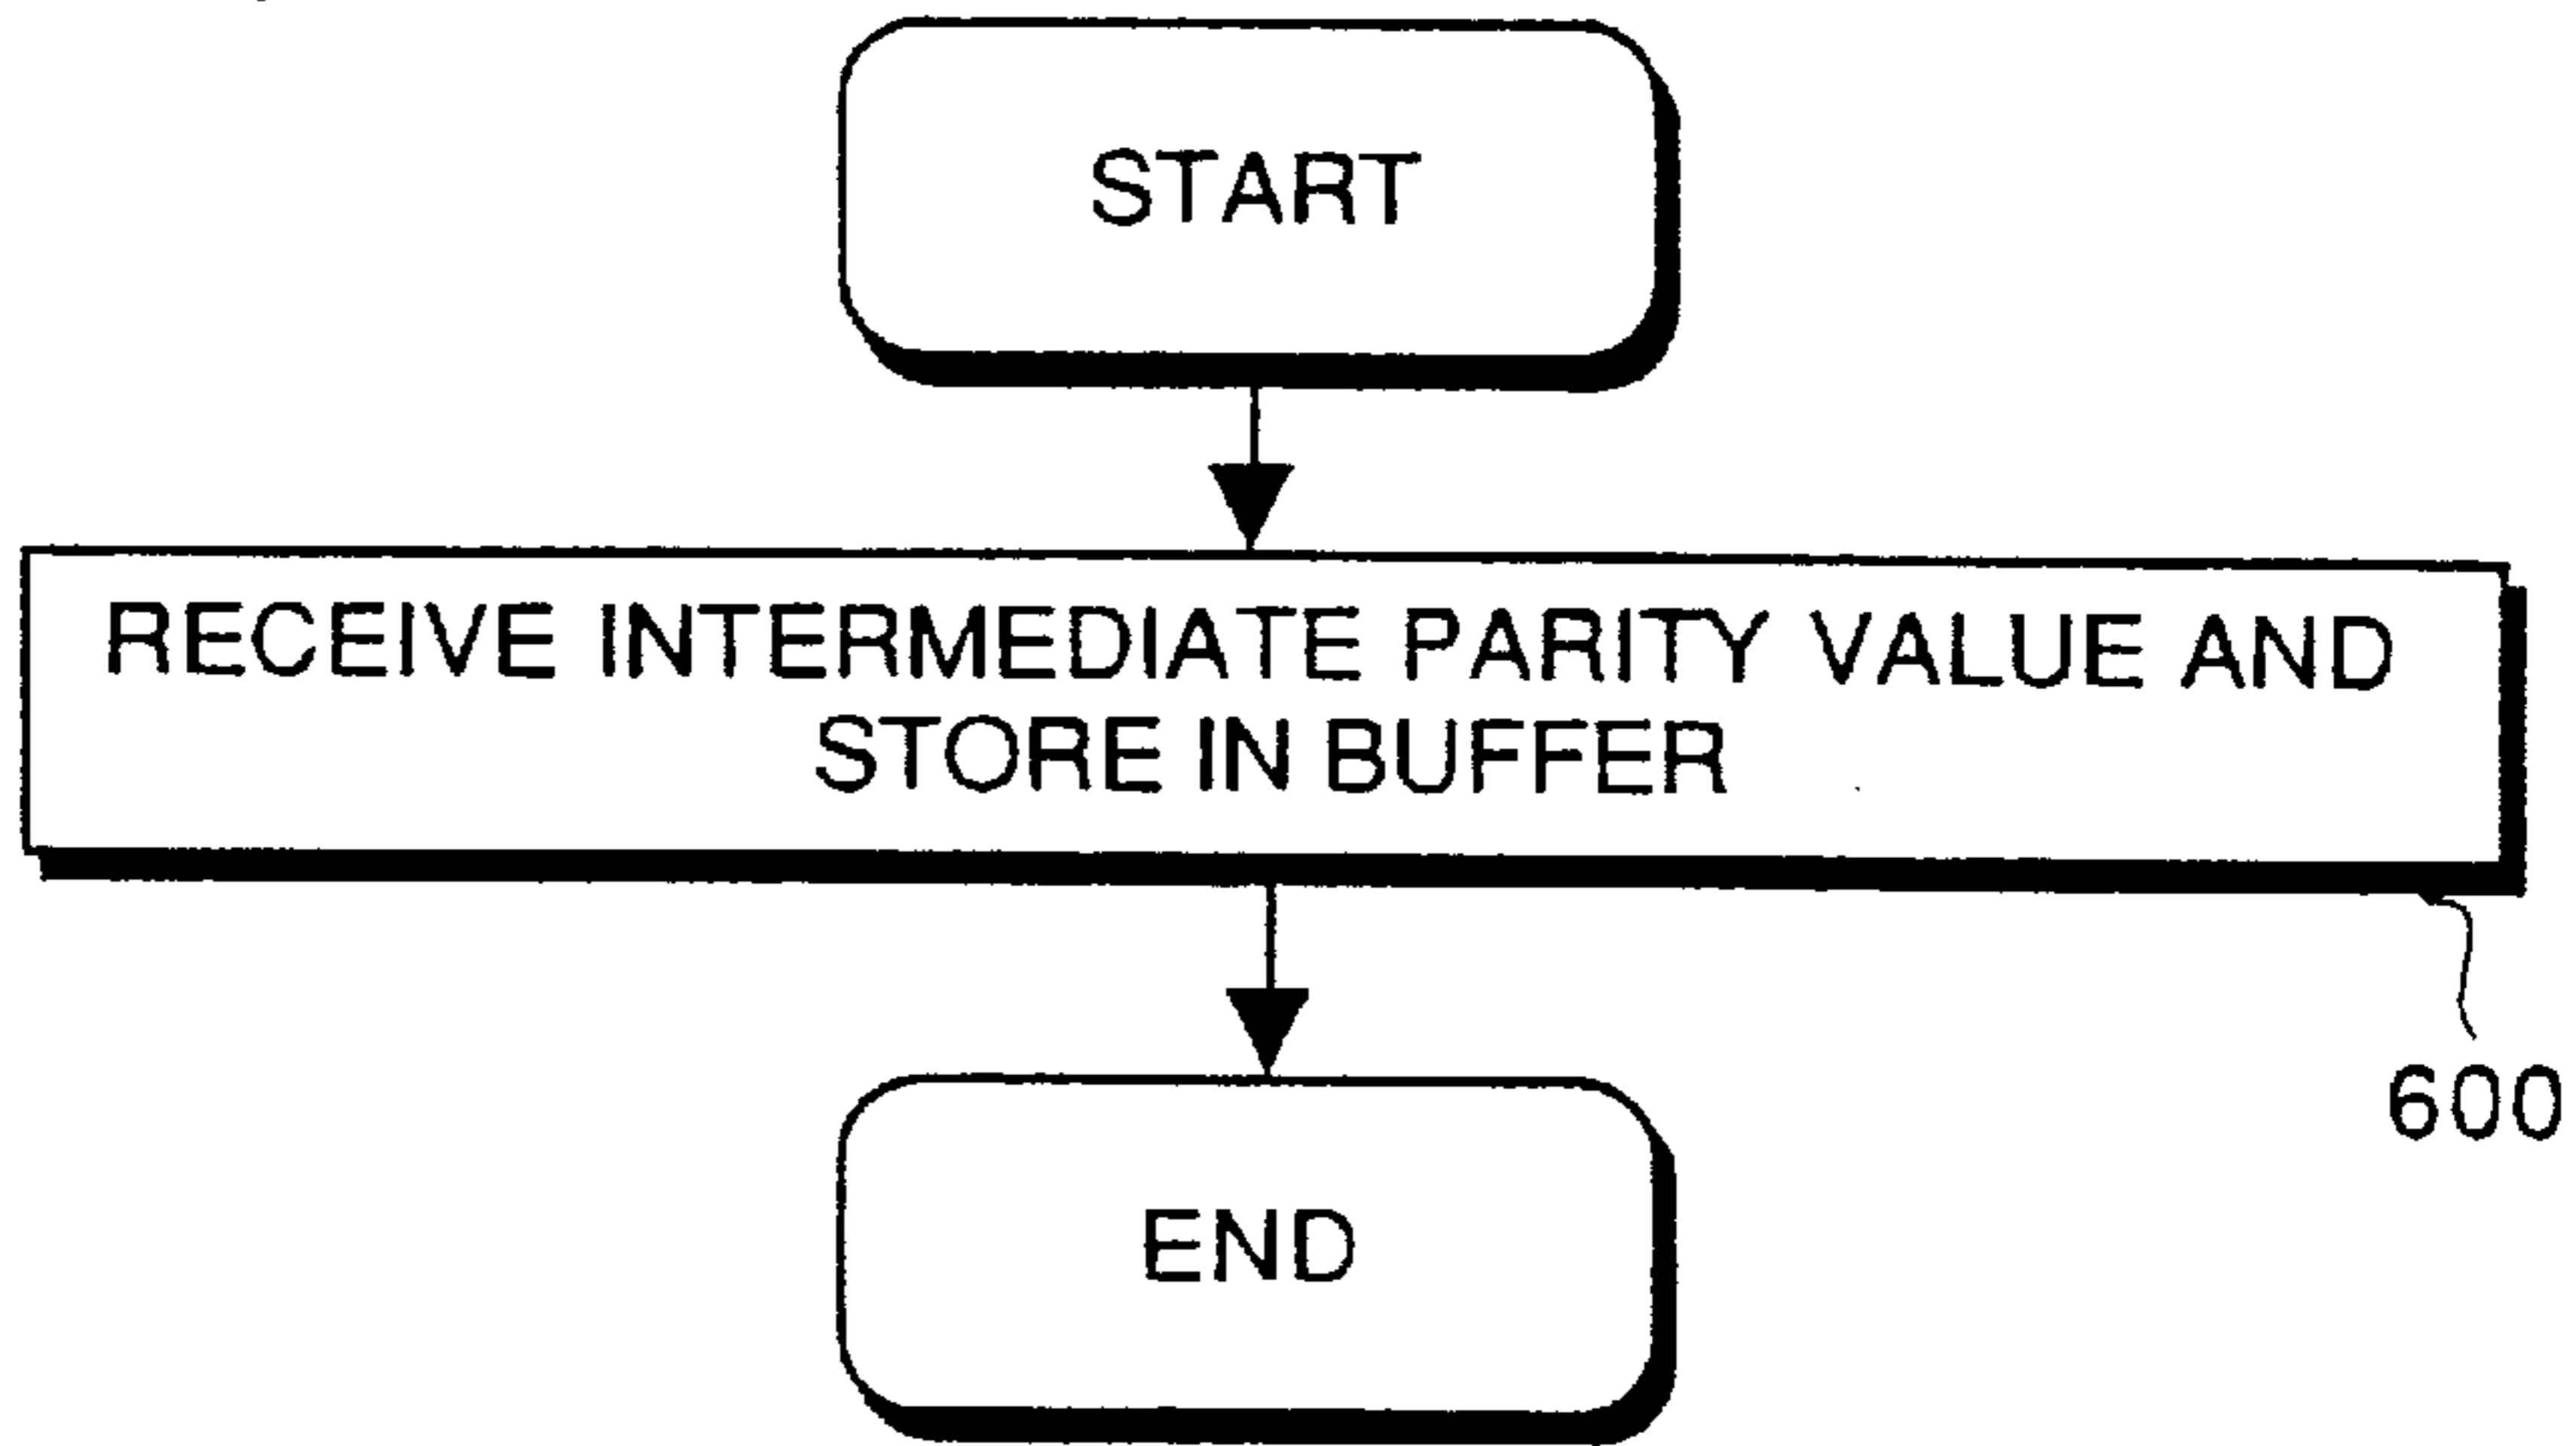 START
RECEIVE INTERMEDIATE PARITY VALUE AND
STORE IN BUFFER
600
END